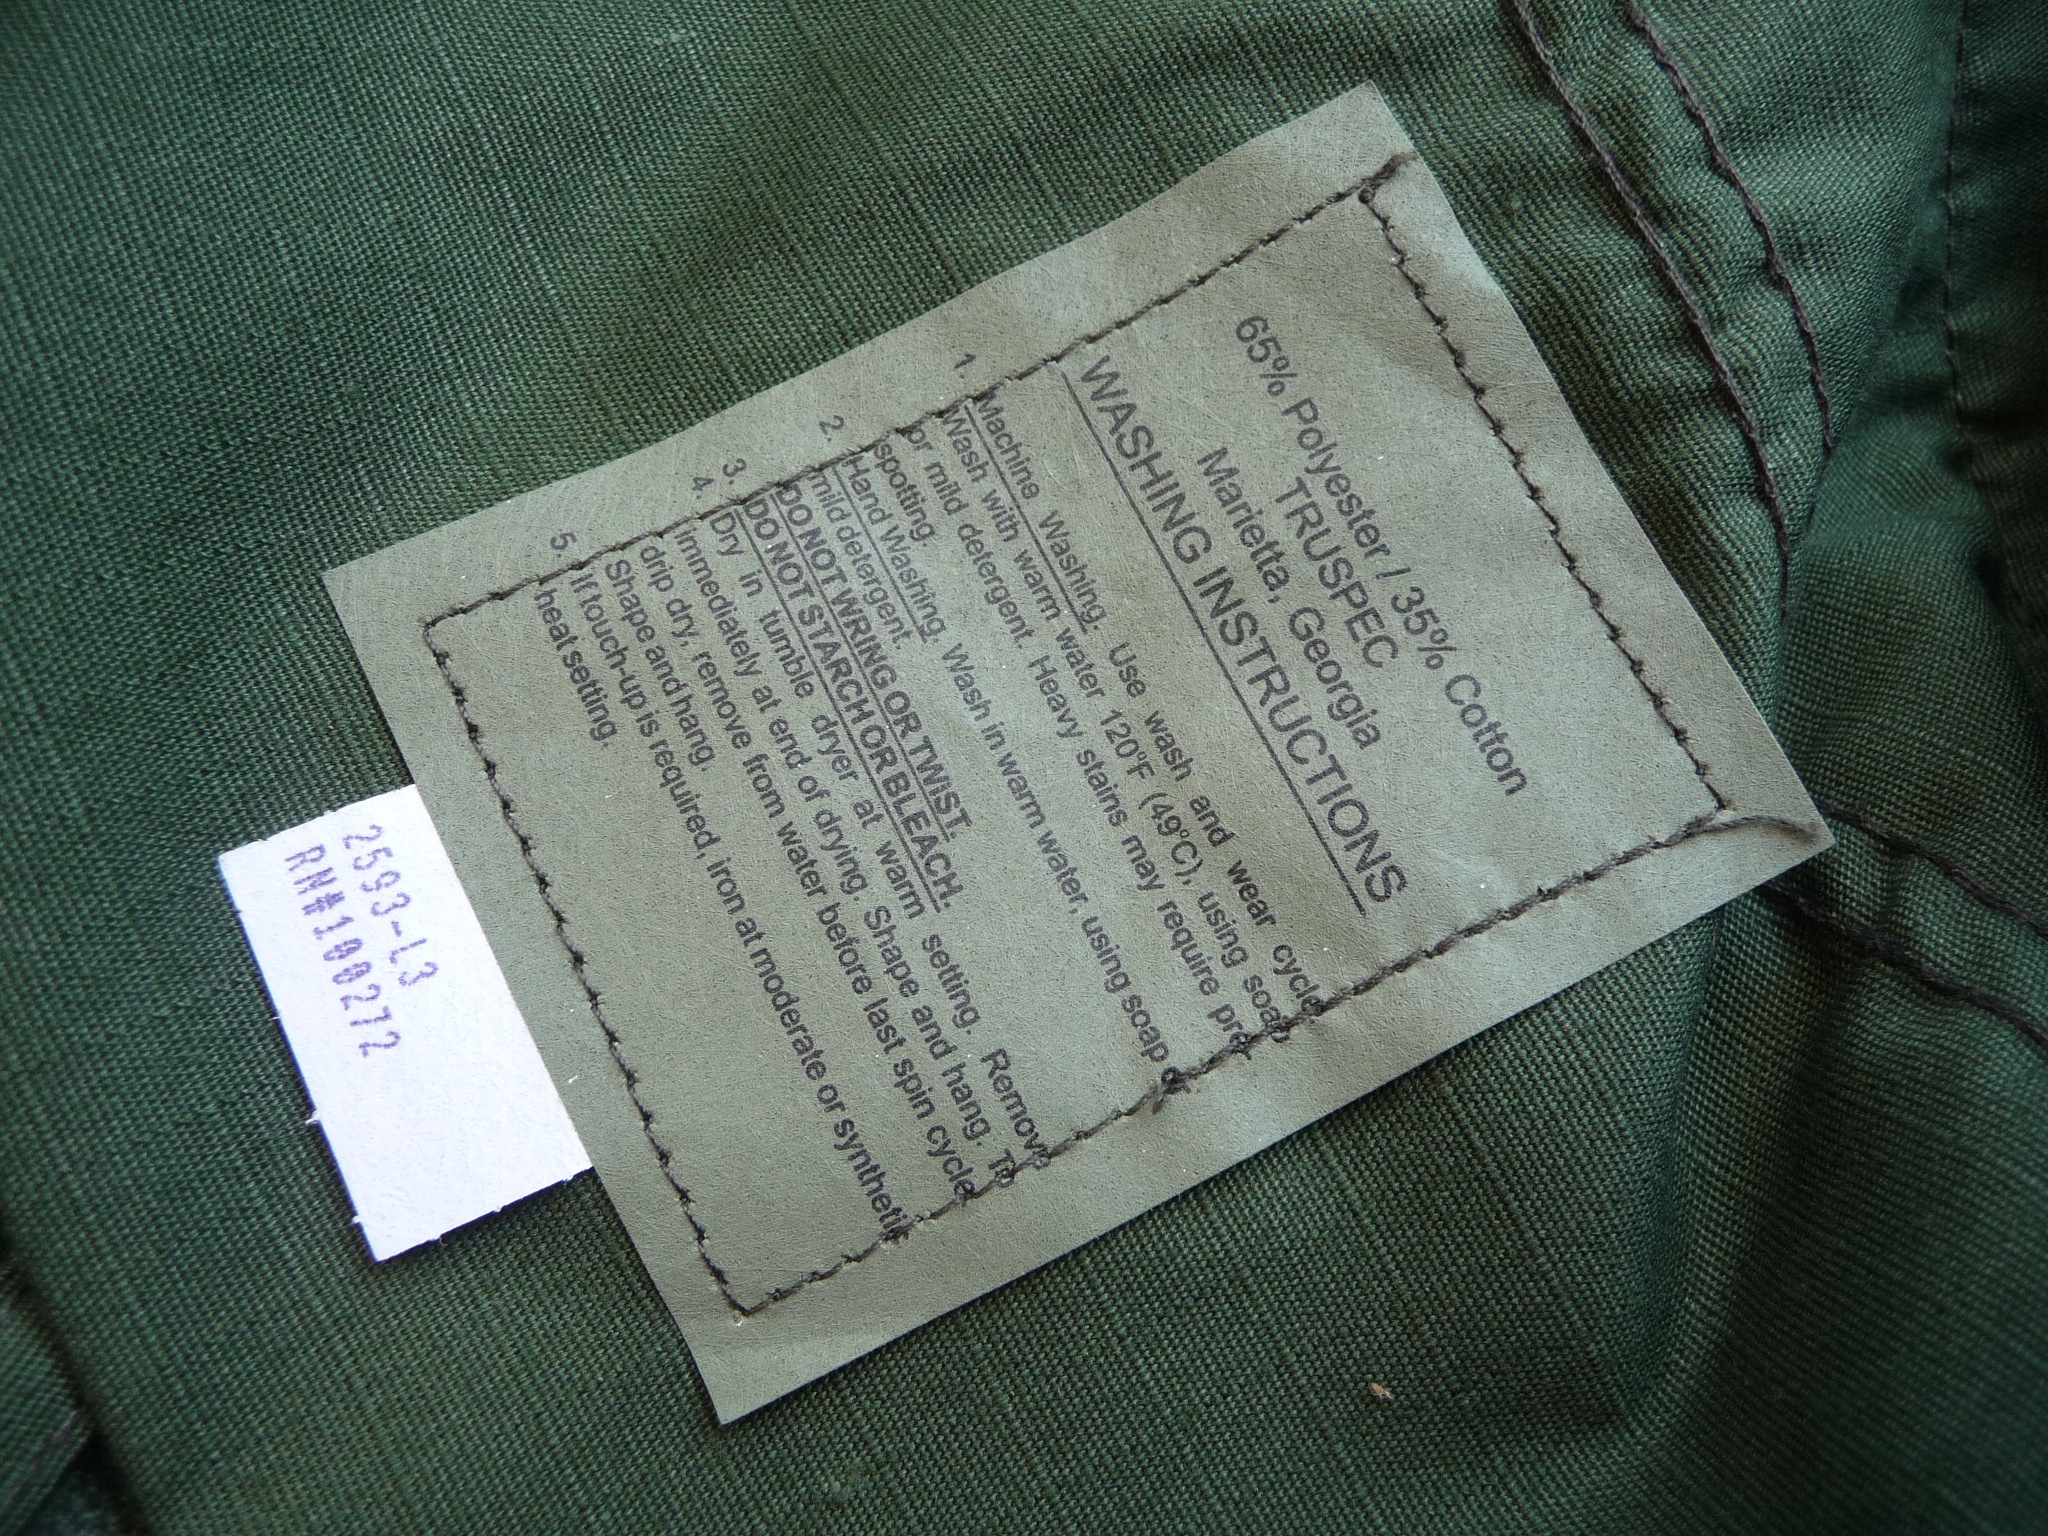 65% Polyester / 35% Cotton
TRUSPEC
Marietta, Georgia
WASHING INSTRUCTIONS
1. Machine Washing. Use wash and wear cycle.
Wash with warm water 120°F (49°C), using soap
or mild detergent. Heavy stains may require pre-
spotting.
2. Hand Washing. Wash in warm water, using soap or
mild detergent.
DO NOT WRING OR TWIST.
3. DO NOT STARCH OR BLEACH.
4. Dry in tumble dryer at warm setting. Remove
immediately at end of drying. Shape and hang. To
drip dry, remove from water before last spin cycle.
Shape and hang.
5. If touch-up is required, iron at moderate or synthetic
heat setting.
2593-L3
RN#100272